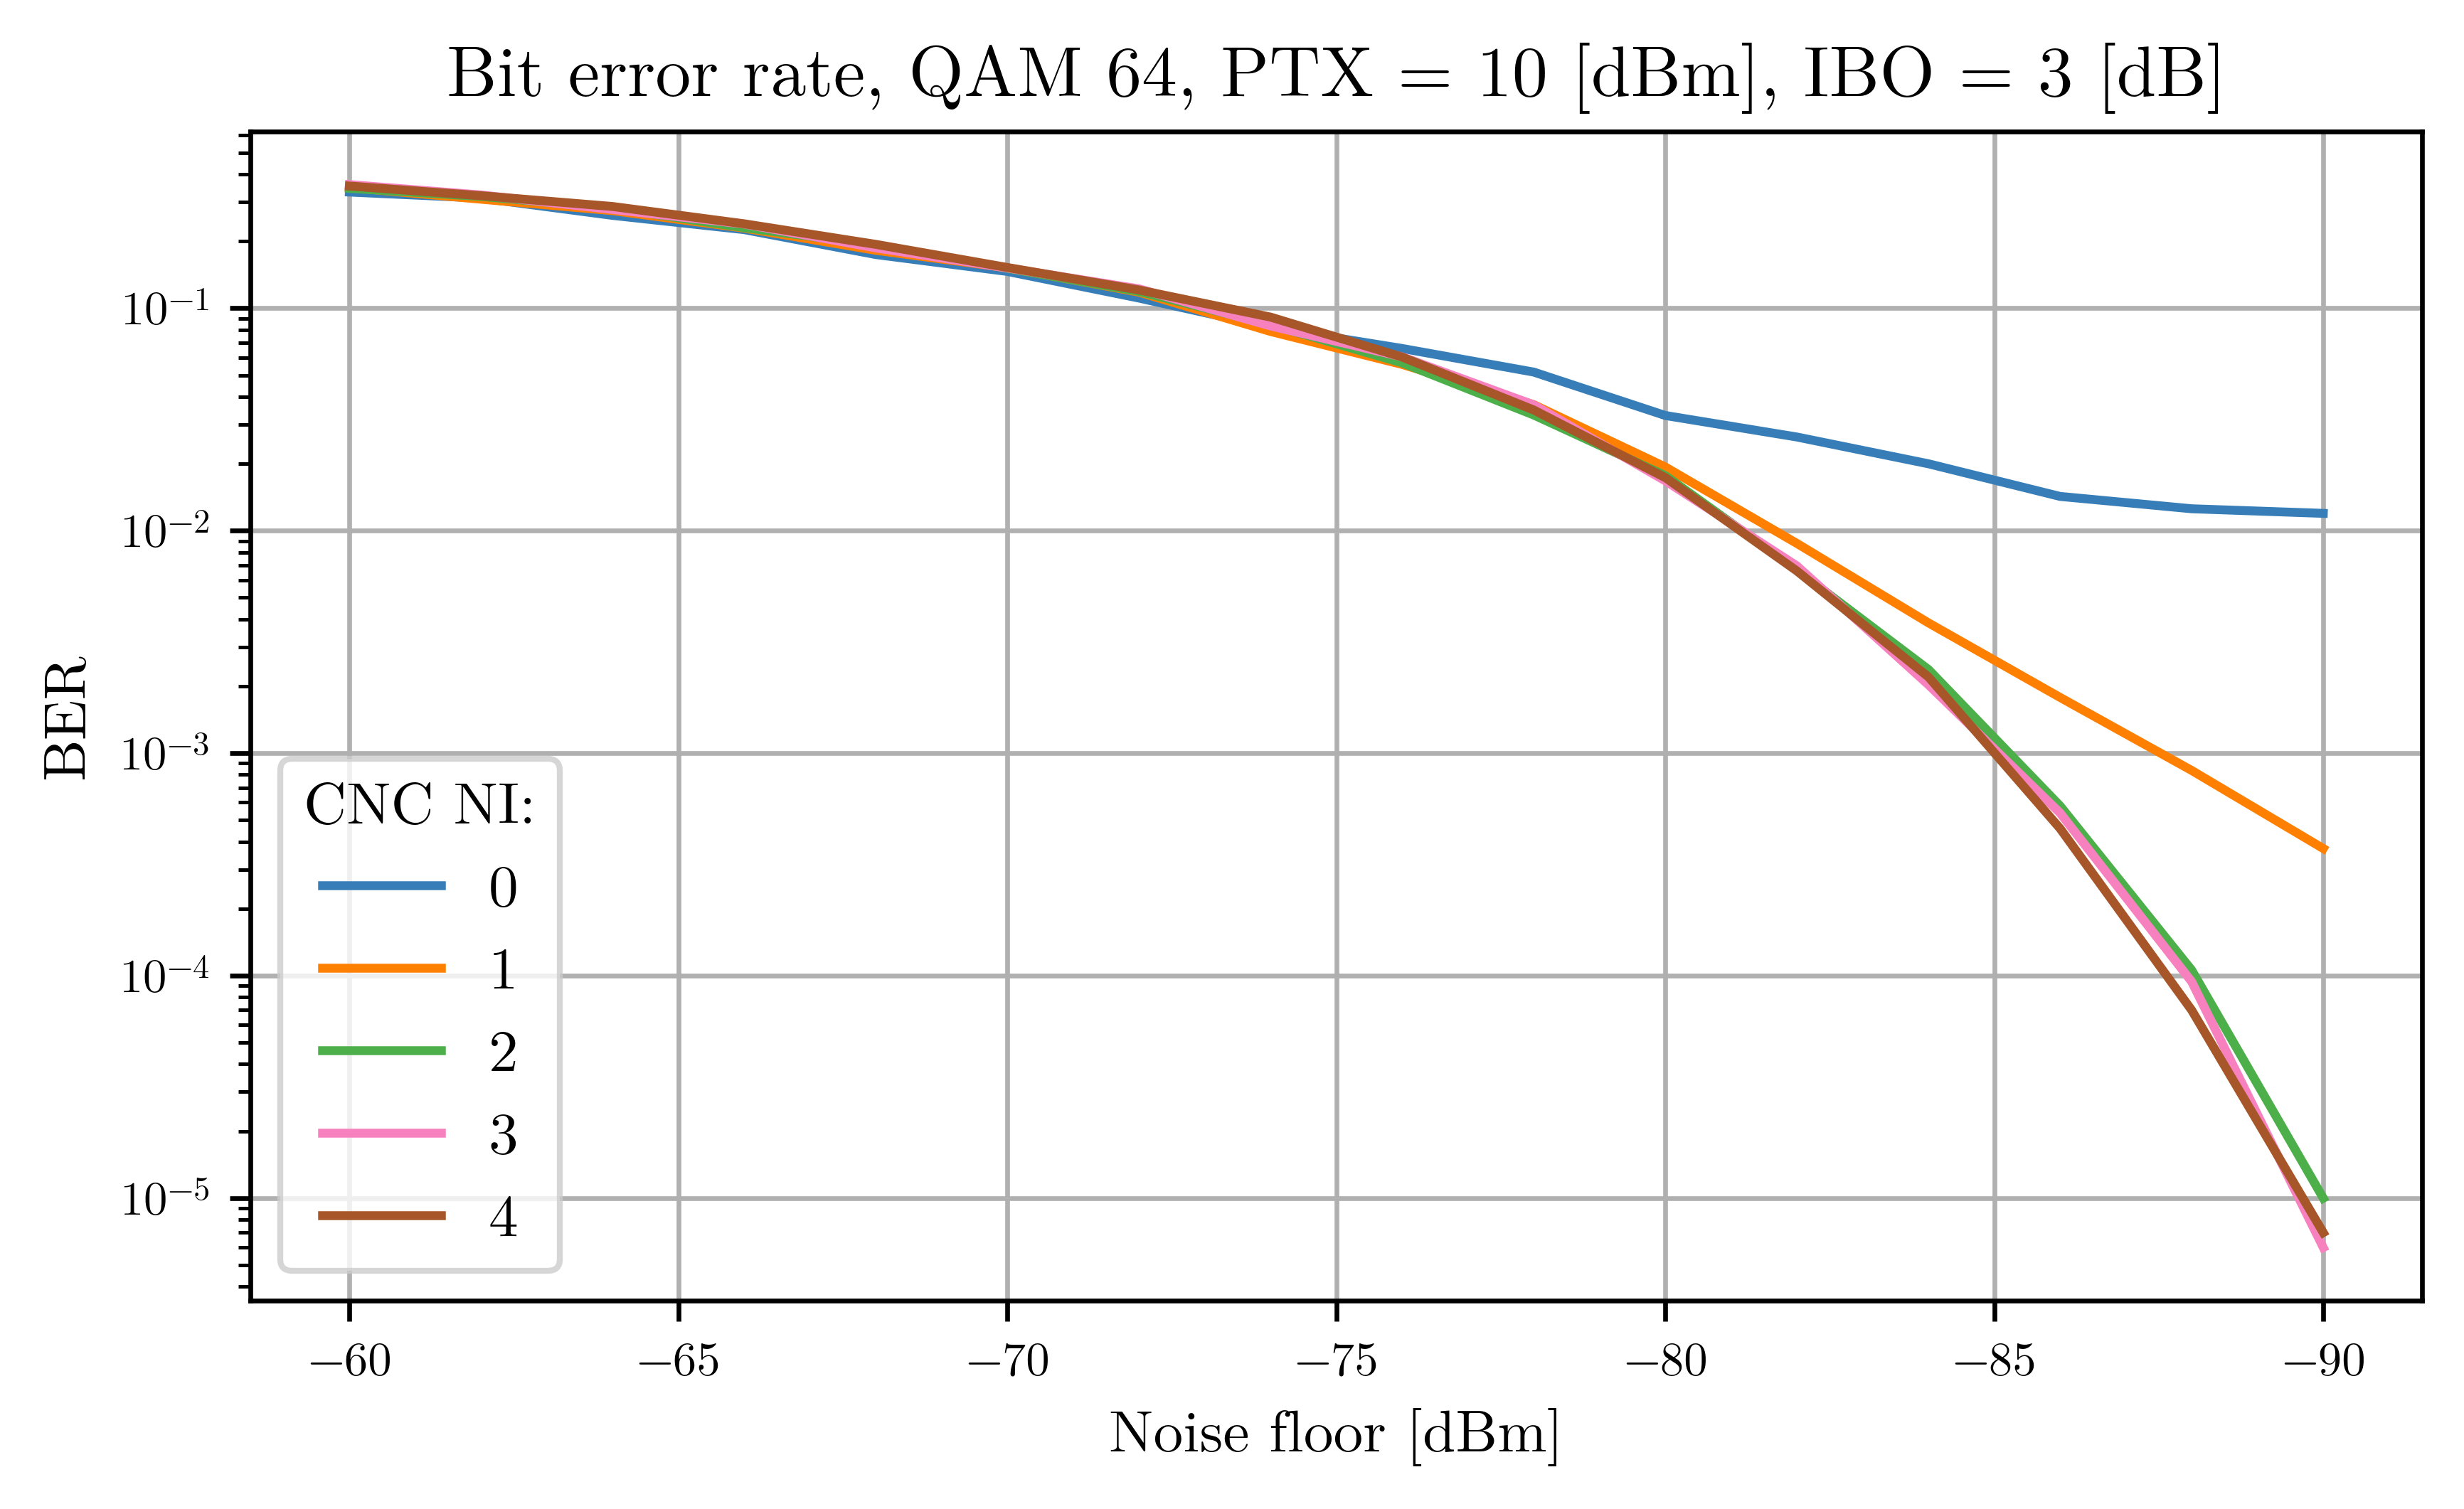 Bit error rate, QAM 64, PTX = 10 [dBm], IBO = 3 [dB]
BER
10⁻¹
10⁻²
10⁻³
10⁻⁴
10⁻⁵
CNC NI:
0
1
2
3
4
−60 −65 −70 −75 −80 −85 −90
Noise floor [dBm]